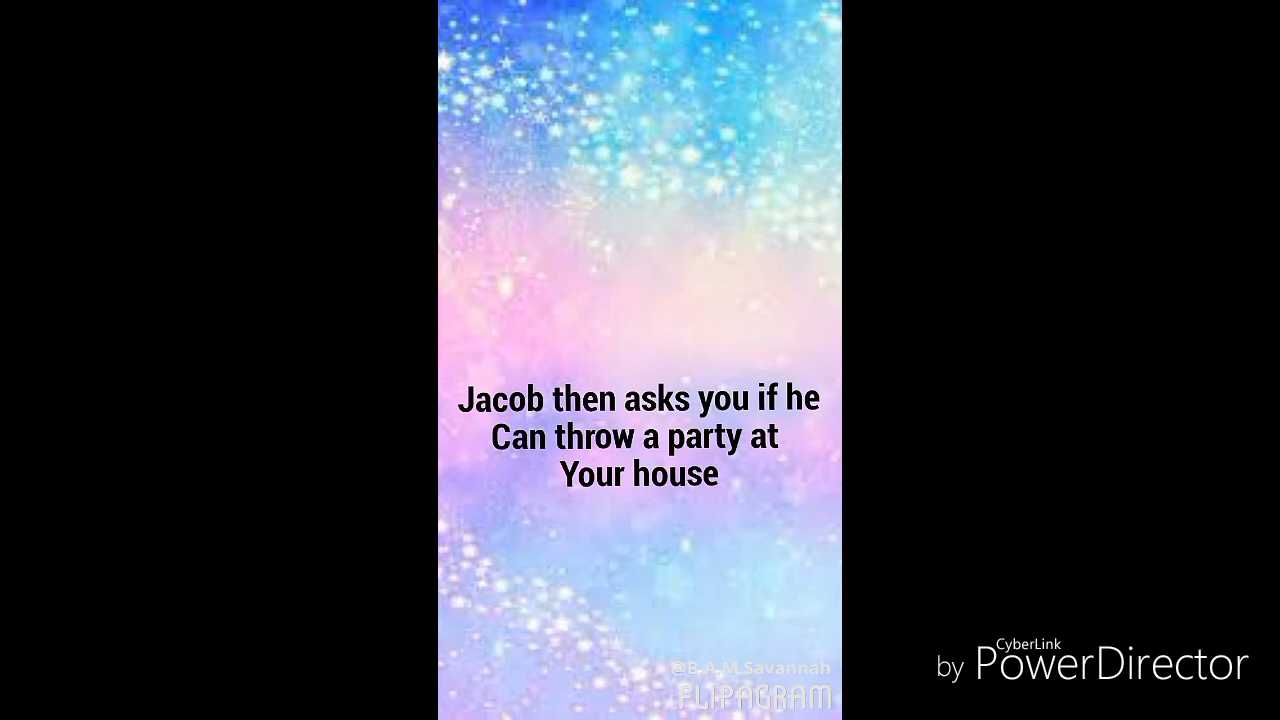 Jacob then asks you if he
Can throw a party at
Your house
@B.A.M.Savannah
FLIPAGRAM
CyberLink
by PowerDirector